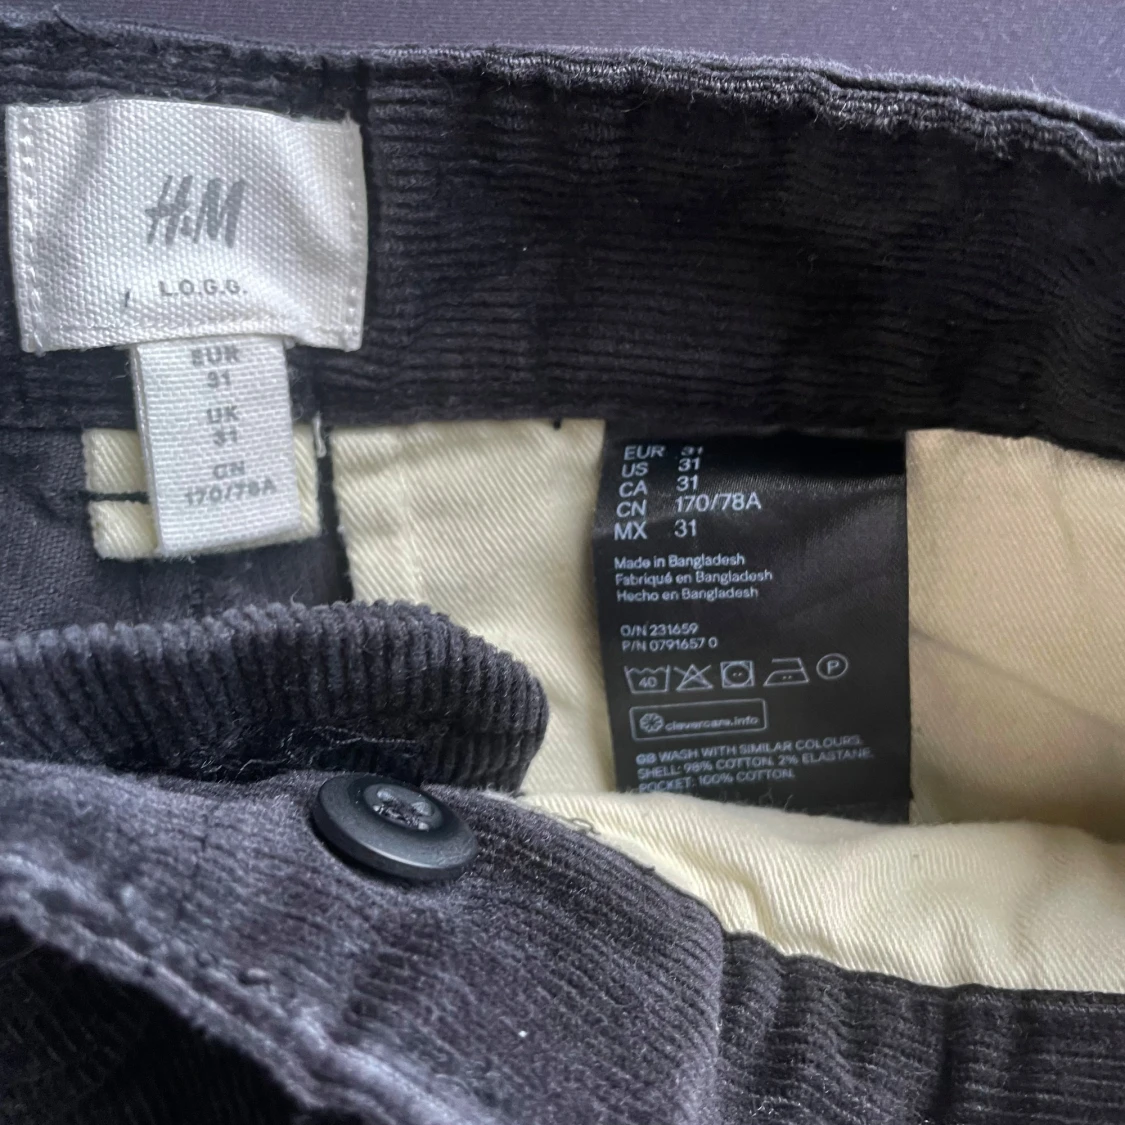 H&M
L.O.G.G.
EUR
31
UK
31
CN
170/78A
EUR 31
US 31
CA 31
CN 170/78A
MX 31
Made in Bangladesh
Fabriqué en Bangladesh
Hecho en Bangladesh
O/N 231659
P/N 0791657 0
40 P
clevercare.info
GB WASH WITH SIMILAR COLOURS.
SHELL: 98% COTTON. 2% ELASTANE.
POCKET: 100% COTTON.